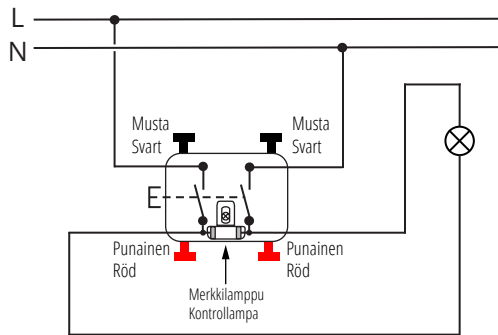 L
N
Musta
Svart
Musta
Svart
Punainen
Röd
Punainen
Röd
Merkkilamppu
Kontrollampa